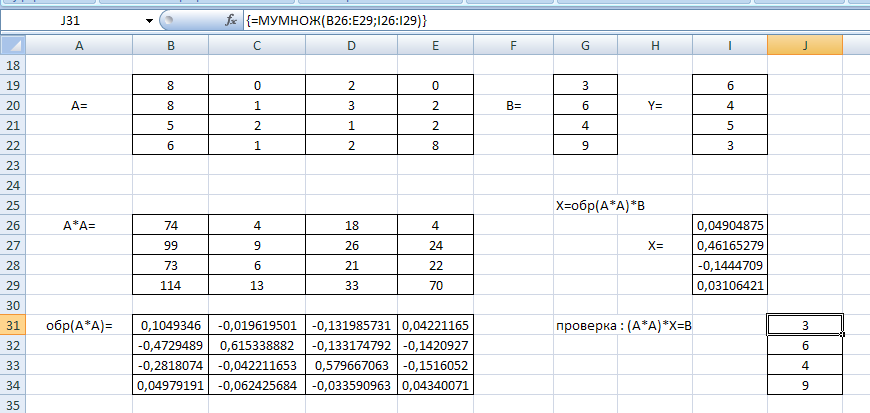 J31 fx {=МУМНОЖ(B26:E29;I26:I29)}
A B C D E F G H I J
18
19 8 0 2 0 3 6
20 A= 8 1 3 2 B= 6 Y= 4
21 5 2 1 2 4 5
22 6 1 2 8 9 3
23
24
25 X=обр(A*A)*B
26 A*A= 74 4 18 4 0,04904875
27 99 9 26 24 X= 0,46165279
28 73 6 21 22 -0,1444709
29 114 13 33 70 0,03106421
30
31 обр(A*A)= 0,1049346 -0,019619501 -0,131985731 0,04221165 проверка : (A*A)*X=B 3
32 -0,4729489 0,615338882 -0,133174792 -0,1420927 6
33 -0,2818074 -0,042211653 0,579667063 -0,1516052 4
34 0,04979191 -0,062425684 -0,033590963 0,04340071 9
35